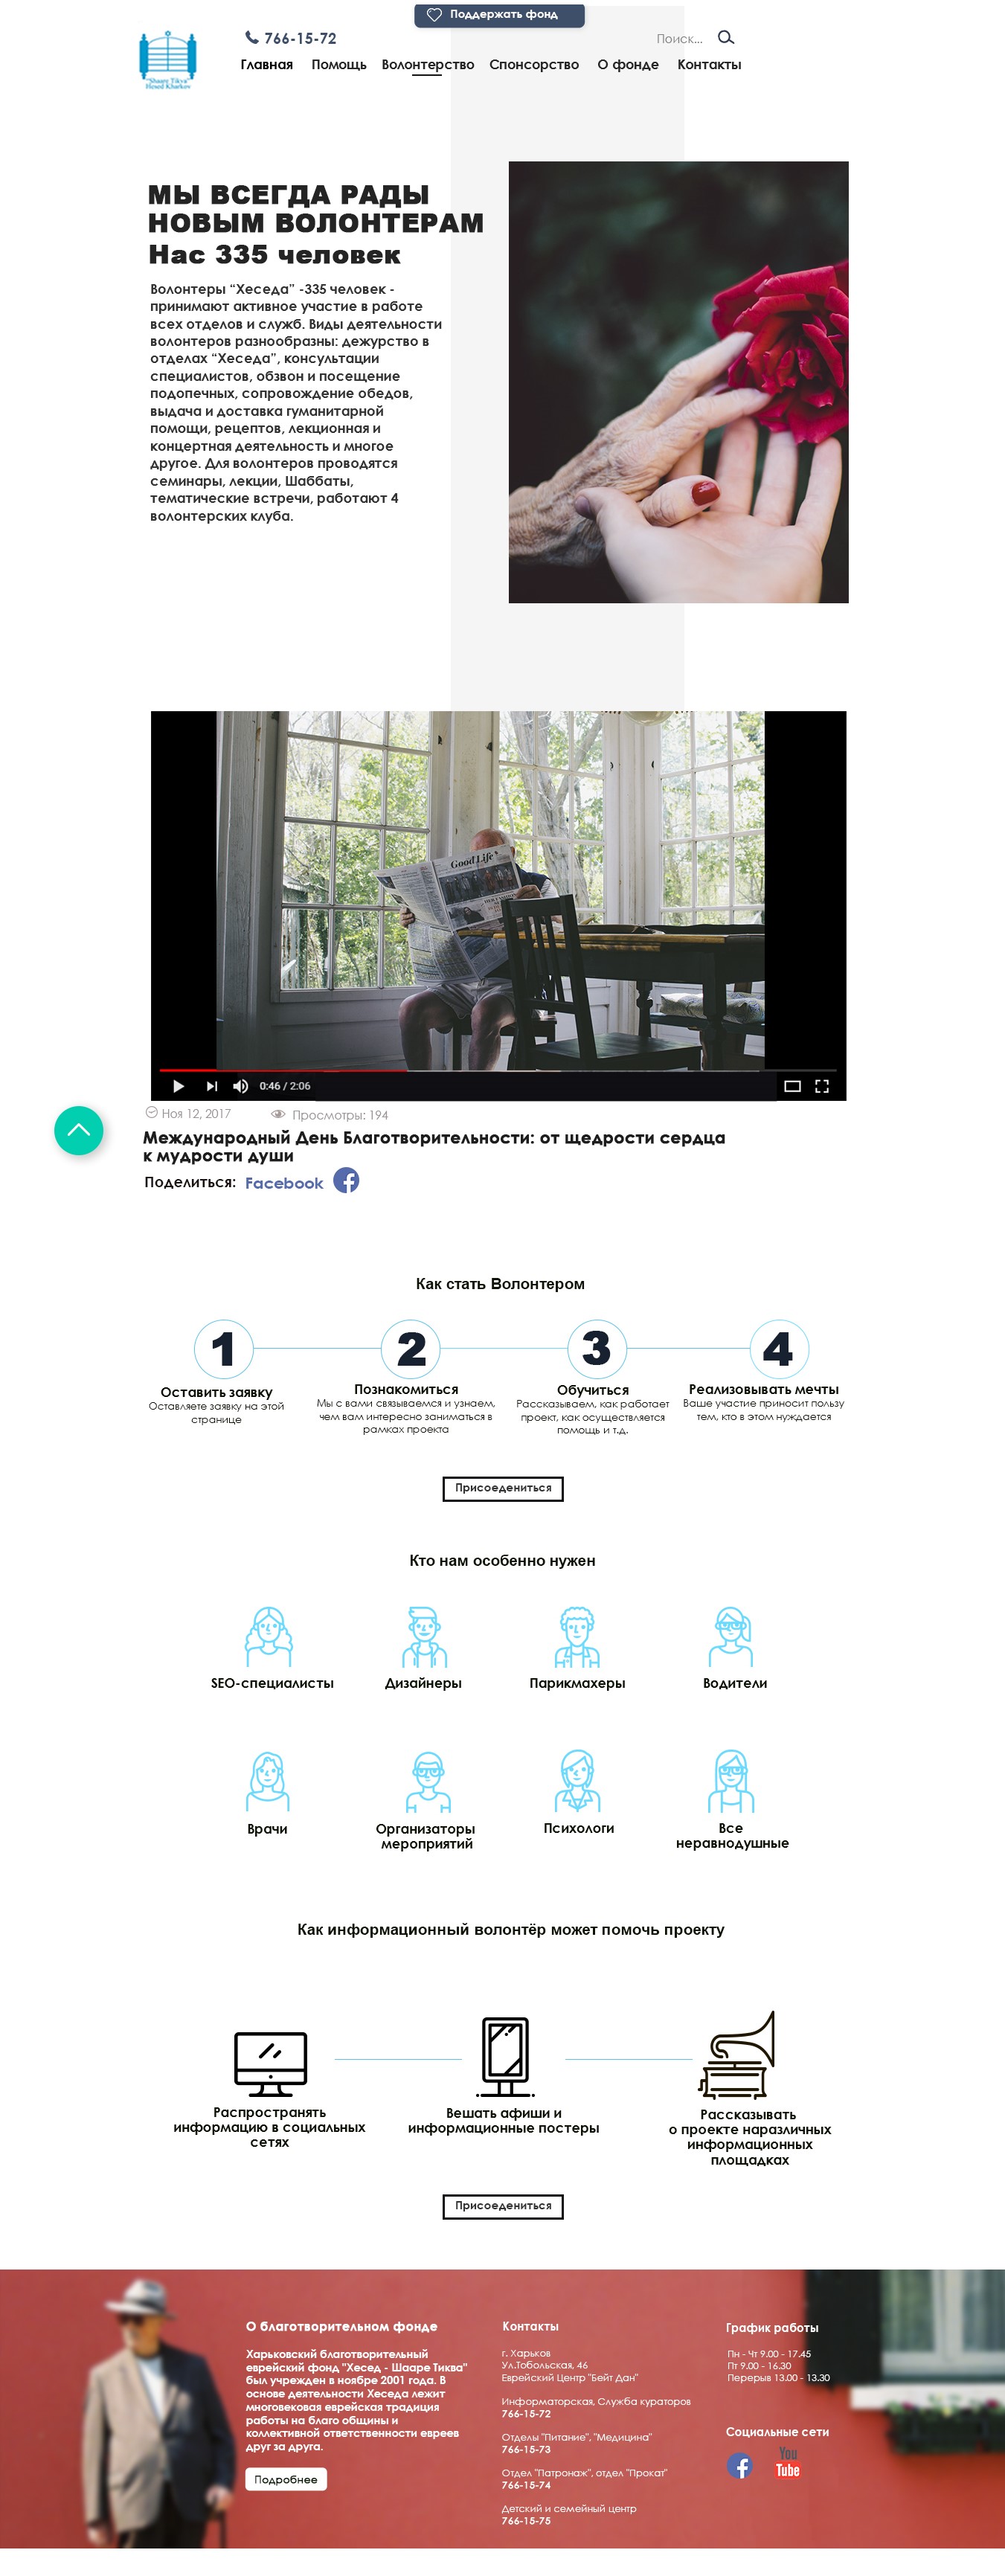 Поддержать фонд
766-15-72
Поиск...
"Shaare Tikva"
Hesed Kharkov
Главная Помощь Волонтерство Спонсорство О фонде Контакты
МЫ ВСЕГДА РАДЫ
НОВЫМ ВОЛОНТЕРАМ
Нас 335 человек
Волонтеры “Хеседа” -335 человек -
принимают активное участие в работе
всех отделов и служб. Виды деятельности
волонтеров разнообразны: дежурство в
отделах “Хеседа”, консультации
специалистов, обзвон и посещение
подопечных, сопровождение обедов,
выдача и доставка гуманитарной
помощи, рецептов, лекционная и
концертная деятельность и многое
другое. Для волонтеров проводятся
семинары, лекции, Шаббаты,
тематические встречи, работают 4
волонтерских клуба.
Good Life
0:46 / 2:06
Ноя 12, 2017 Просмотры: 194
Международный День Благотворительности: от щедрости сердца
к мудрости души
Поделиться: Facebook
Как стать Волонтером
1 2 3 4
Оставить заявку
Оставляете заявку на этой
странице
Познакомиться
Мы с вами связываемся и узнаем,
чем вам интересно заниматься в
рамках проекта
Обучиться
Рассказываем, как работает
проект, как осуществляется
помощь и т.д.
Реализовывать мечты
Ваше участие приносит пользу
тем, кто в этом нуждается
Присоедениться
Кто нам особенно нужен
SEO-специалисты Дизайнеры Парикмахеры Водители
Врачи
Организаторы
мероприятий
Психологи
Все
неравнодушные
Как информационный волонтёр может помочь проекту
Распространять
информацию в социальных
сетях
Вешать афиши и
информационные постеры
Рассказывать
о проекте наразличных
информационных
площадках
Присоедениться
О благотворительном фонде
Харьковский благотворительный
еврейский фонд "Хесед - Шааре Тиква"
был учрежден в ноябре 2001 года. В
основе деятельности Хеседа лежит
многовековая еврейская традиция
работы на благо общины и
коллективной ответственности евреев
друг за друга.
Подробнее
Контакты
г. Харьков
Ул.Тобольская, 46
Еврейский Центр "Бейт Дан"
Информаторская, Служба кураторов
766-15-72
Отделы "Питание", "Медицина"
766-15-73
Отдел "Патронаж", отдел "Прокат"
766-15-74
Детский и семейный центр
766-15-75
График работы
Пн - Чт 9.00 - 17.45
Пт 9.00 - 16.30
Перерыв 13.00 - 13.30
Социальные сети
You
Tube